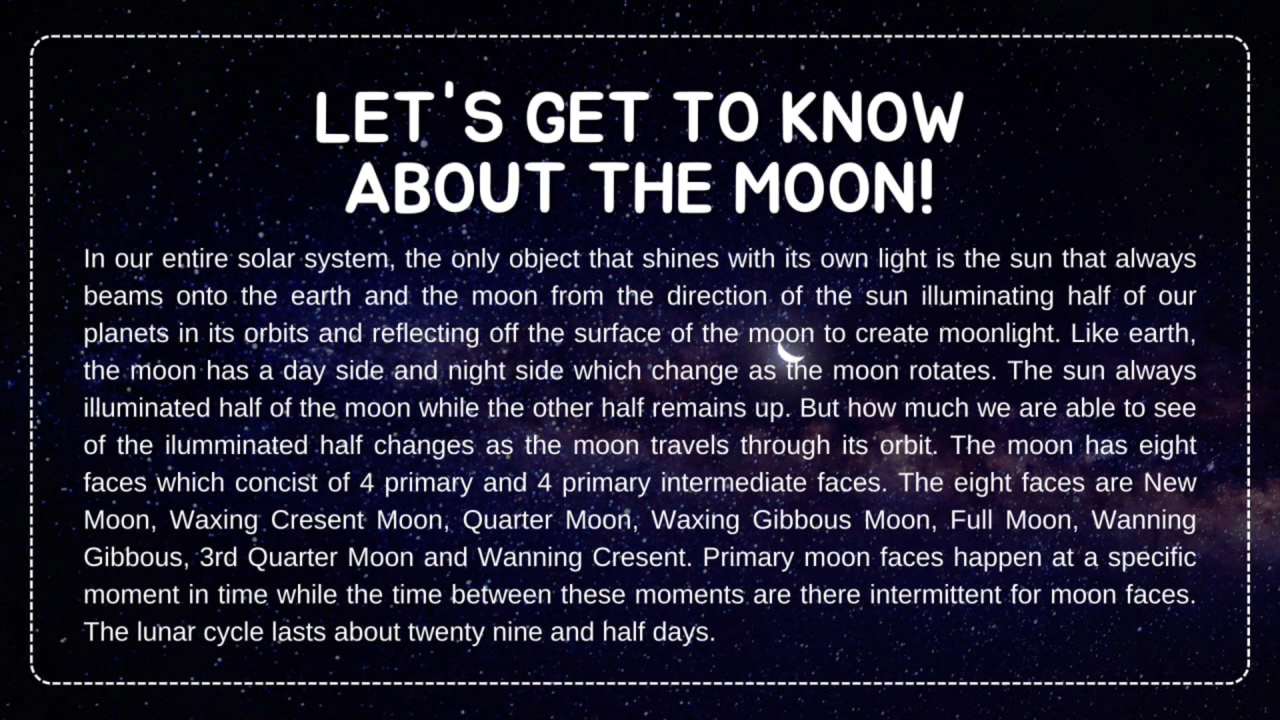 LET'S GET TO KNOW
ABOUT THE MOON!
In our entire solar system, the only object that shines with its own light is the sun that always
beams onto the earth and the moon from the direction of the sun illuminating half of our
planets in its orbits and reflecting off the surface of the moon to create moonlight. Like earth,
the moon has a day side and night side which change as the moon rotates. The sun always
illuminated half of the moon while the other half remains up. But how much we are able to see
of the ilumminated half changes as the moon travels through its orbit. The moon has eight
faces which concist of 4 primary and 4 primary intermediate faces. The eight faces are New
Moon, Waxing Cresent Moon, Quarter Moon, Waxing Gibbous Moon, Full Moon, Wanning
Gibbous, 3rd Quarter Moon and Wanning Cresent. Primary moon faces happen at a specific
moment in time while the time between these moments are there intermittent for moon faces.
The lunar cycle lasts about twenty nine and half days.